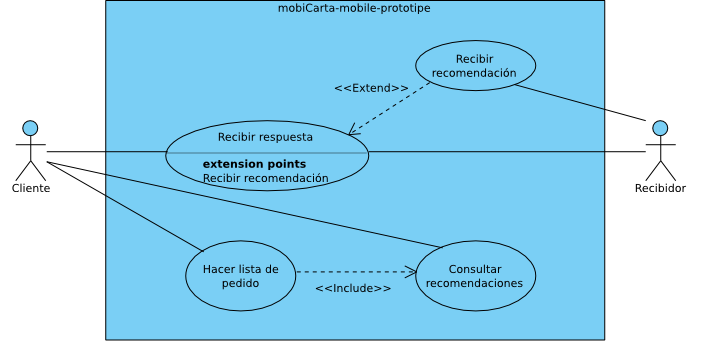 mobiCarta-mobile-prototipe
Recibir
recomendación
<<Extend>>
Recibir respuesta
extension points
Recibir recomendación
Cliente
Recibidor
Hacer lista de
pedido
<<Include>>
Consultar
recomendaciones